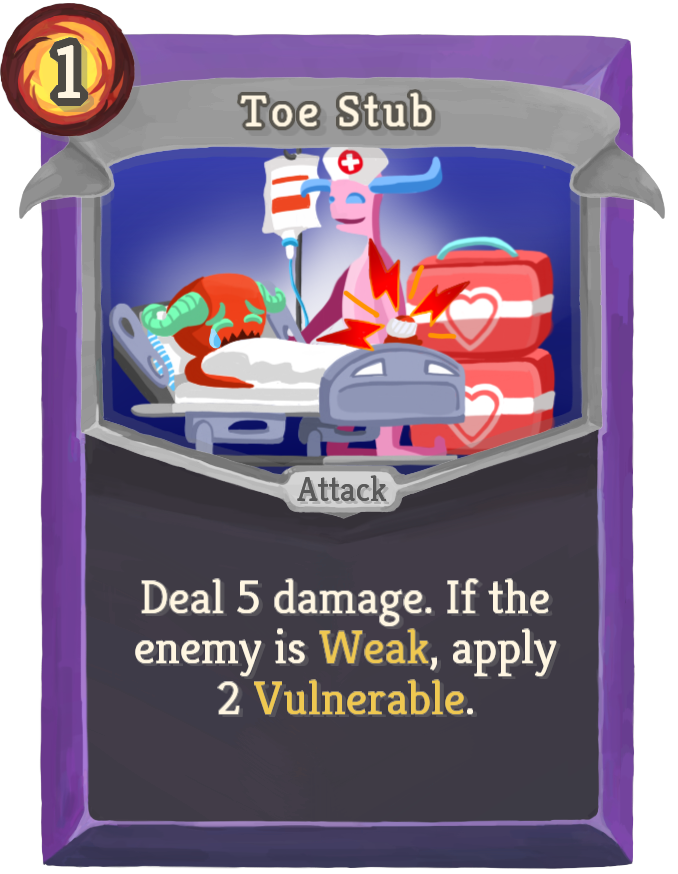 1
Toe Stub
Attack
Deal 5 damage. If the
enemy is Weak, apply
2 Vulnerable.